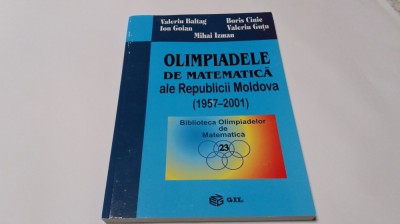 Valeriu Baltag Boris Cinic
Ion Goian Valeriu Guțu
Mihai Izman
OLIMPIADELE
DE MATEMATICĂ
ale Republicii Moldova
(1957-2001)
Biblioteca Olimpiadelor
de
Matematică
23
GIL